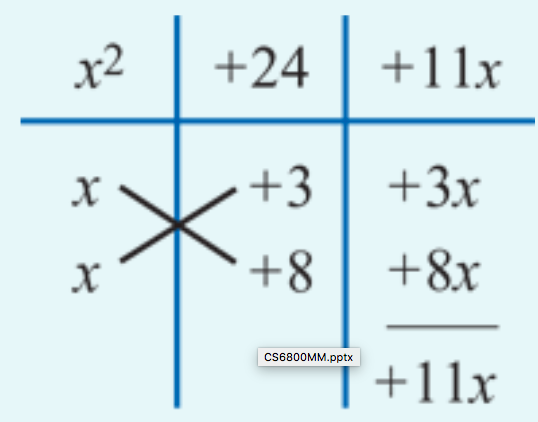 x² +24 +11x
x +3 +3x
x +8 +8x
CS6800MM.pptx
+11x